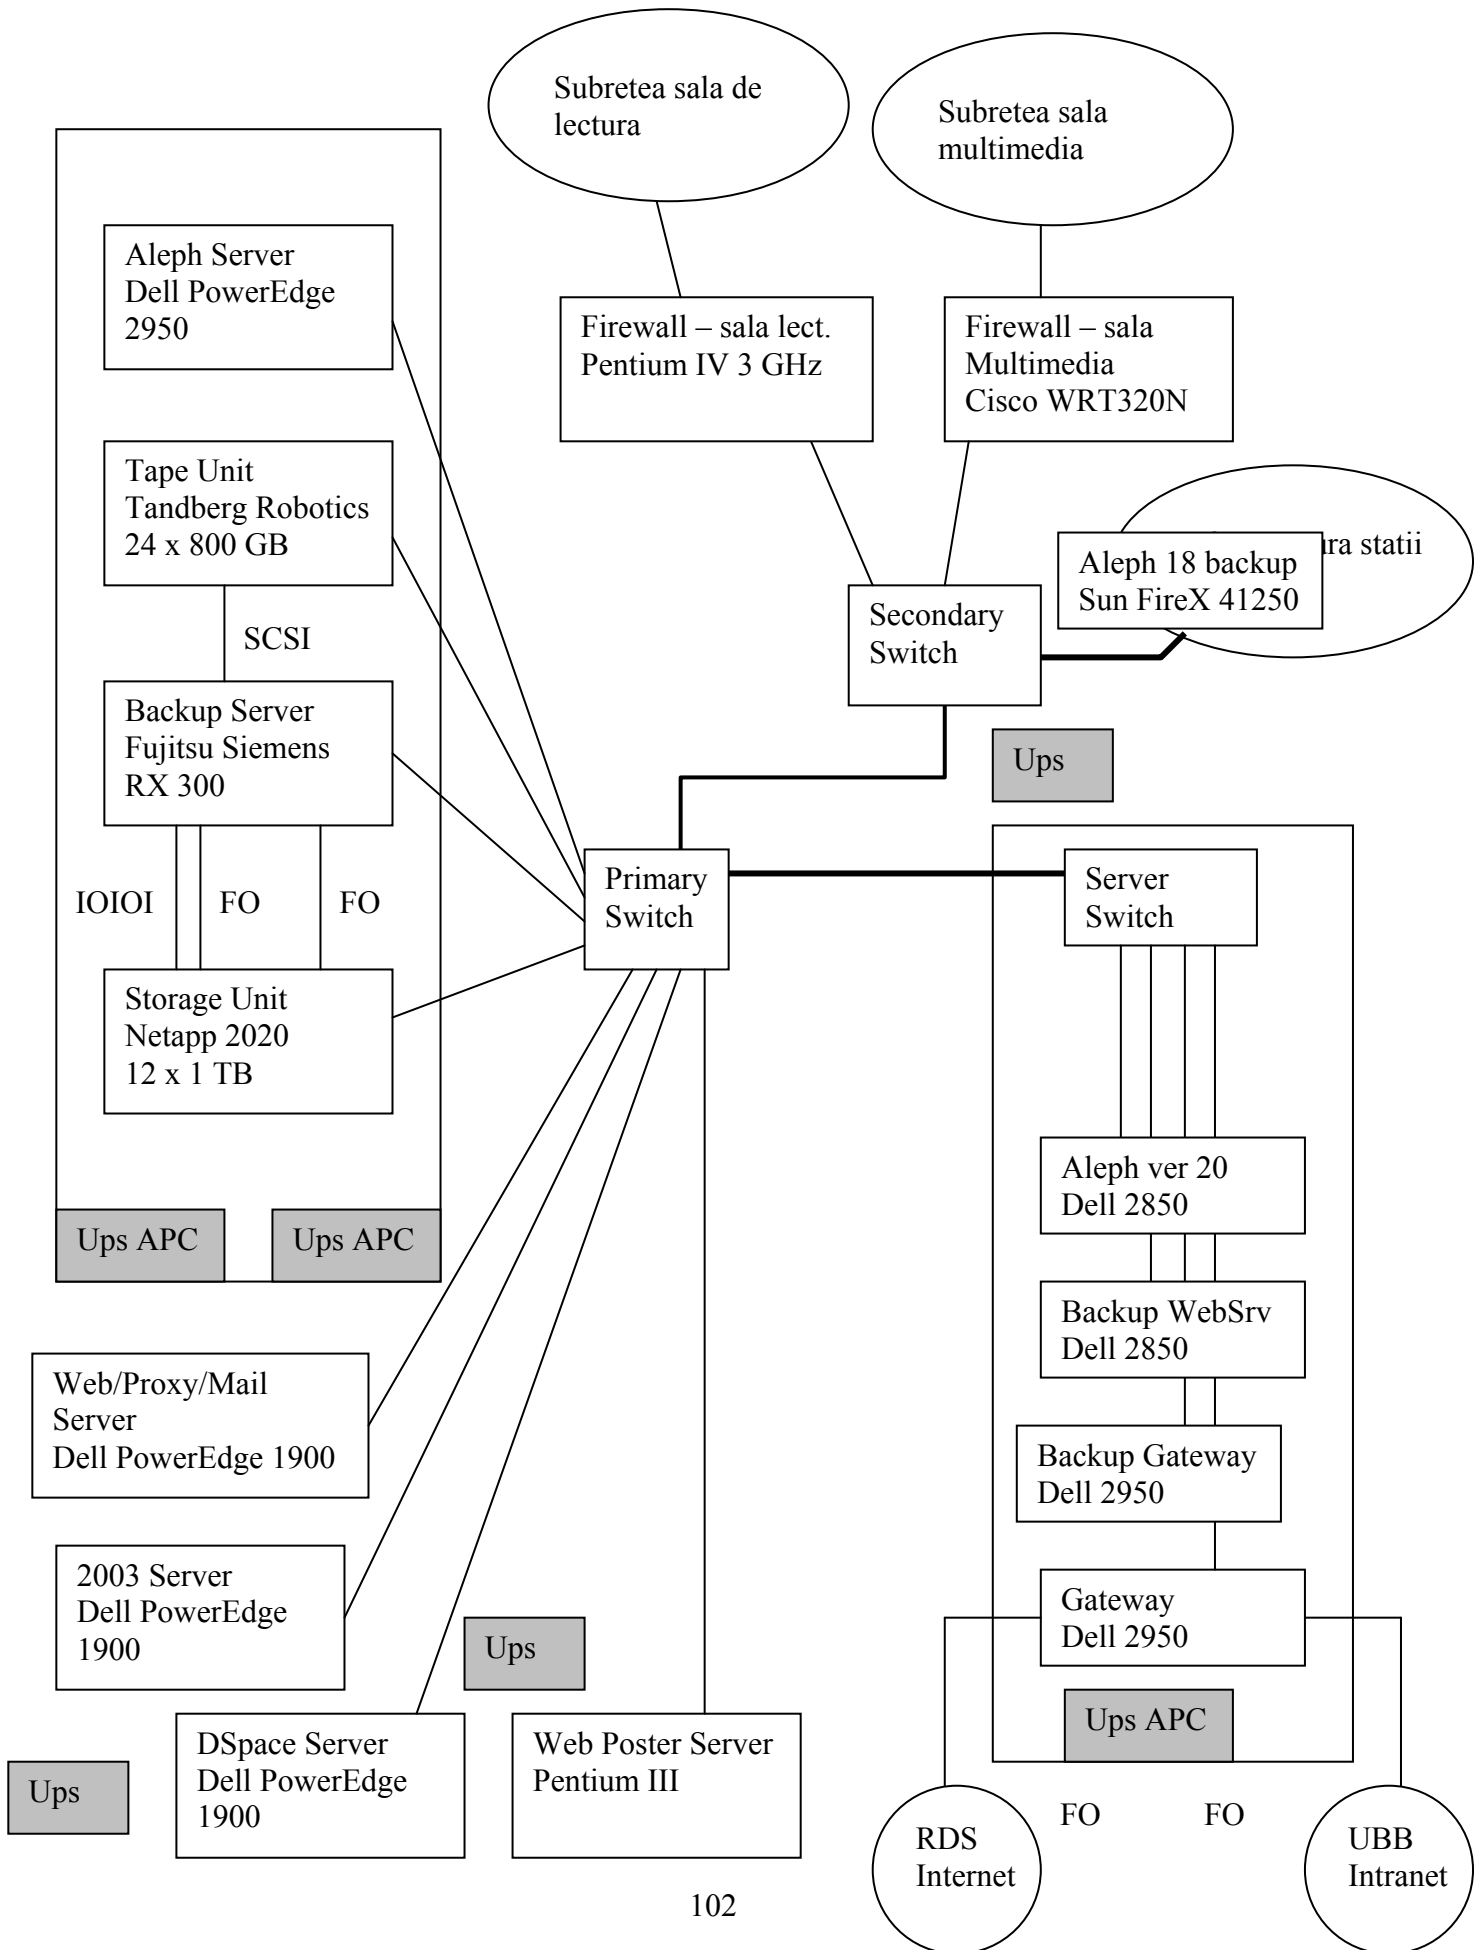 Subretea sala de
lectura
Subretea sala
multimedia
Aleph Server
Dell PowerEdge
2950
Firewall – sala lect.
Pentium IV 3 GHz
Firewall – sala
Multimedia
Cisco WRT320N
Tape Unit
Tandberg Robotics
24 x 800 GB
statii
Aleph 18 backup
Sun FireX 41250
Secondary
Switch
SCSI
Backup Server
Fujitsu Siemens
RX 300
Ups
IOIOI
FO
FO
Primary
Switch
Server
Switch
Storage Unit
Netapp 2020
12 x 1 TB
Aleph ver 20
Dell 2850
Ups APC
Ups APC
Backup WebSrv
Dell 2850
Web/Proxy/Mail
Server
Dell PowerEdge 1900
Backup Gateway
Dell 2950
2003 Server
Dell PowerEdge
1900
Ups
Gateway
Dell 2950
Ups APC
DSpace Server
Dell PowerEdge
1900
Web Poster Server
Pentium III
Ups
FO
FO
RDS
Internet
UBB
Intranet
102